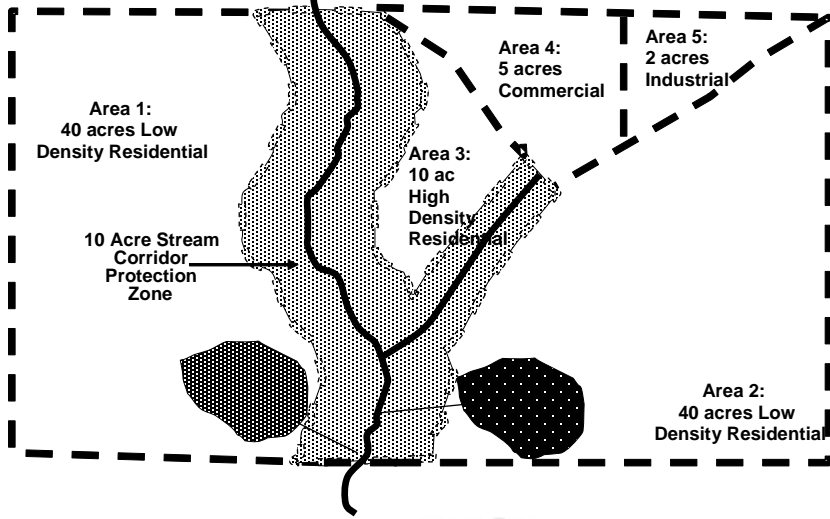 Area 1:
40 acres Low
Density Residential
10 Acre Stream
Corridor
Protection
Zone
Area 3:
10 ac
High
Density
Residential
Area 4:
5 acres
Commercial
Area 5:
2 acres
Industrial
Area 2:
40 acres Low
Density Residential